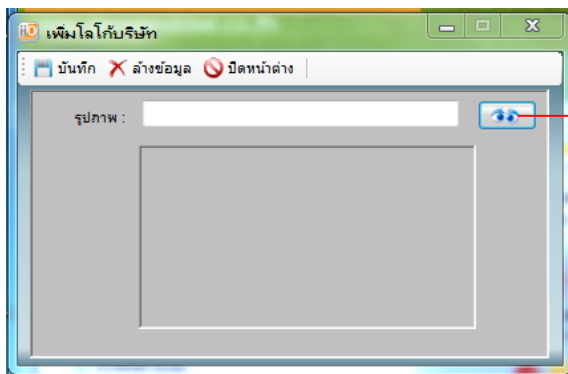 เพิ่มโลโก้บริษัท
บันทึก ล้างข้อมูล ปิดหน้าต่าง
รูปภาพ :